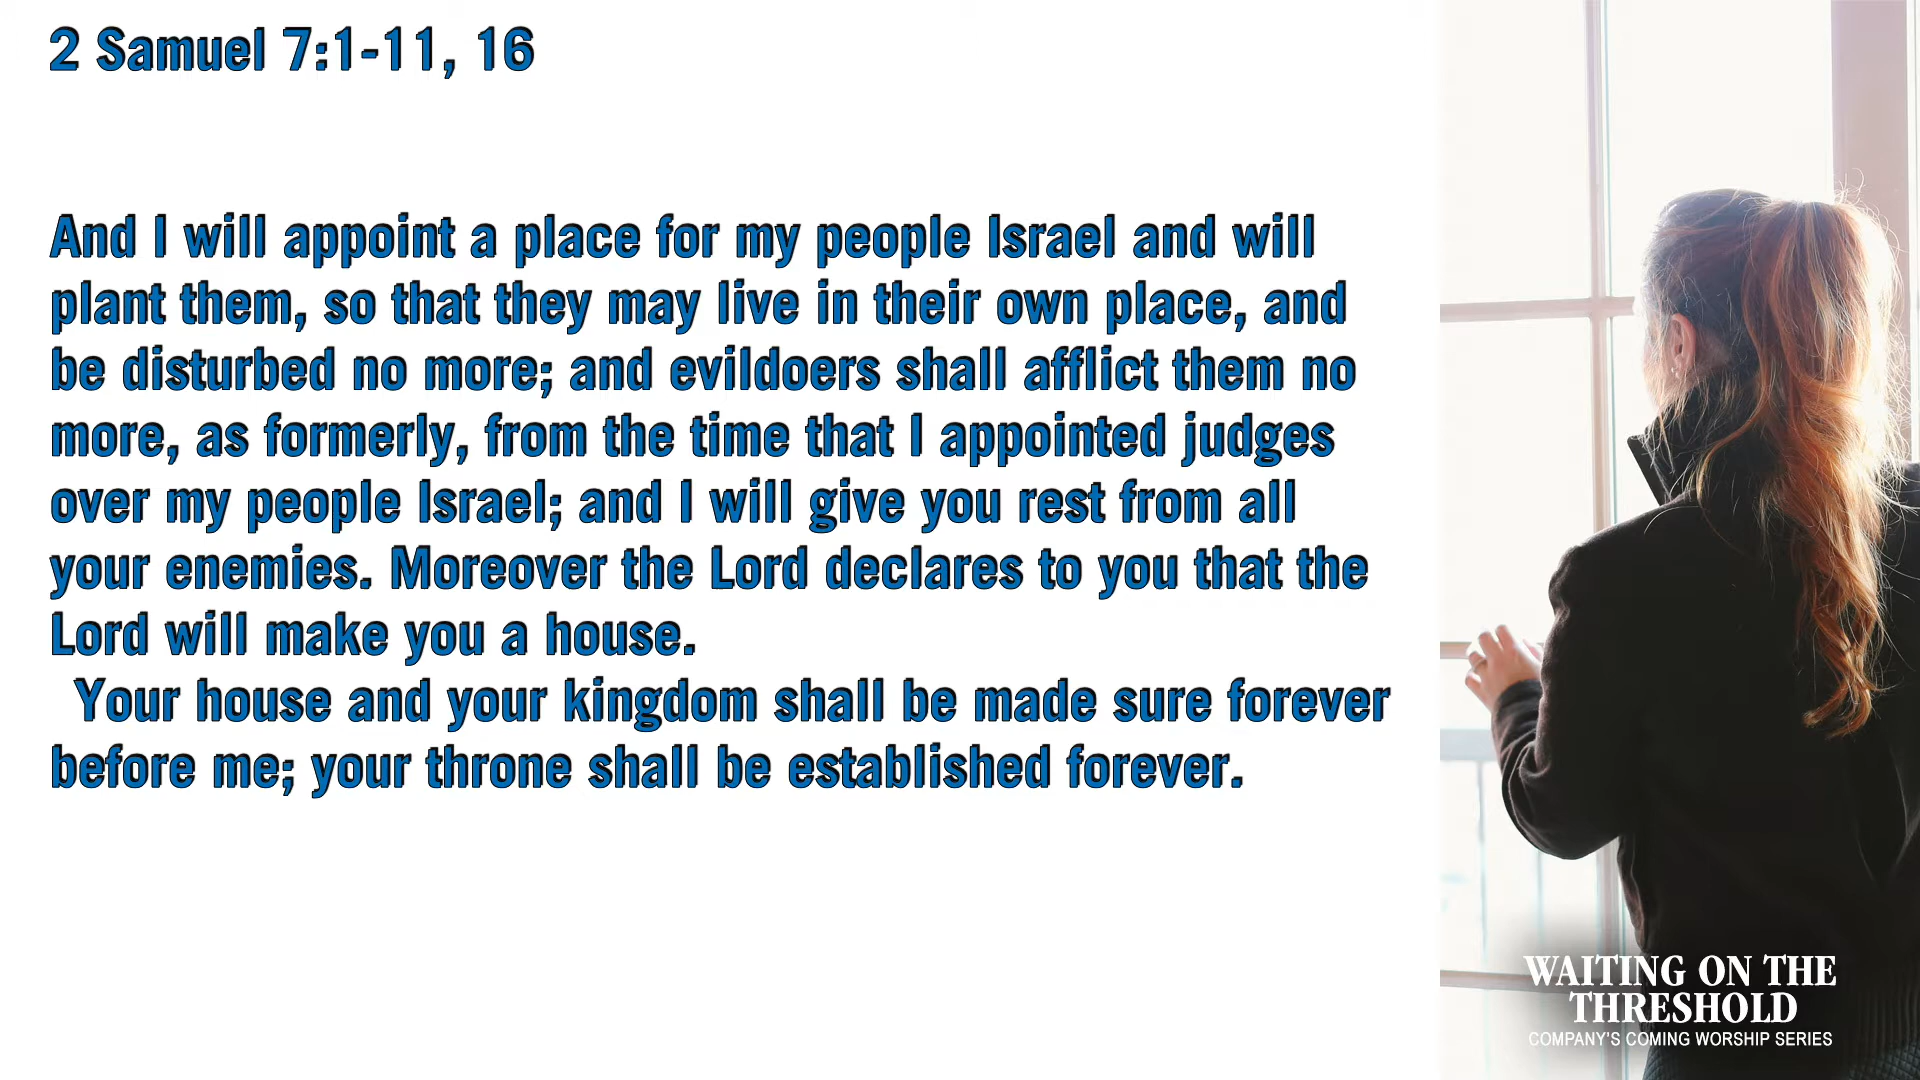 2 Samuel 7:1-11, 16
And I will appoint a place for my people Israel and will
plant them, so that they may live in their own place, and
be disturbed no more; and evildoers shall afflict them no
more, as formerly, from the time that I appointed judges
over my people Israel; and I will give you rest from all
your enemies. Moreover the Lord declares to you that the
Lord will make you a house.
Your house and your kingdom shall be made sure forever
before me; your throne shall be established forever.
WAITING ON THE
THRESHOLD
COMPANY'S COMING WORSHIP SERIES